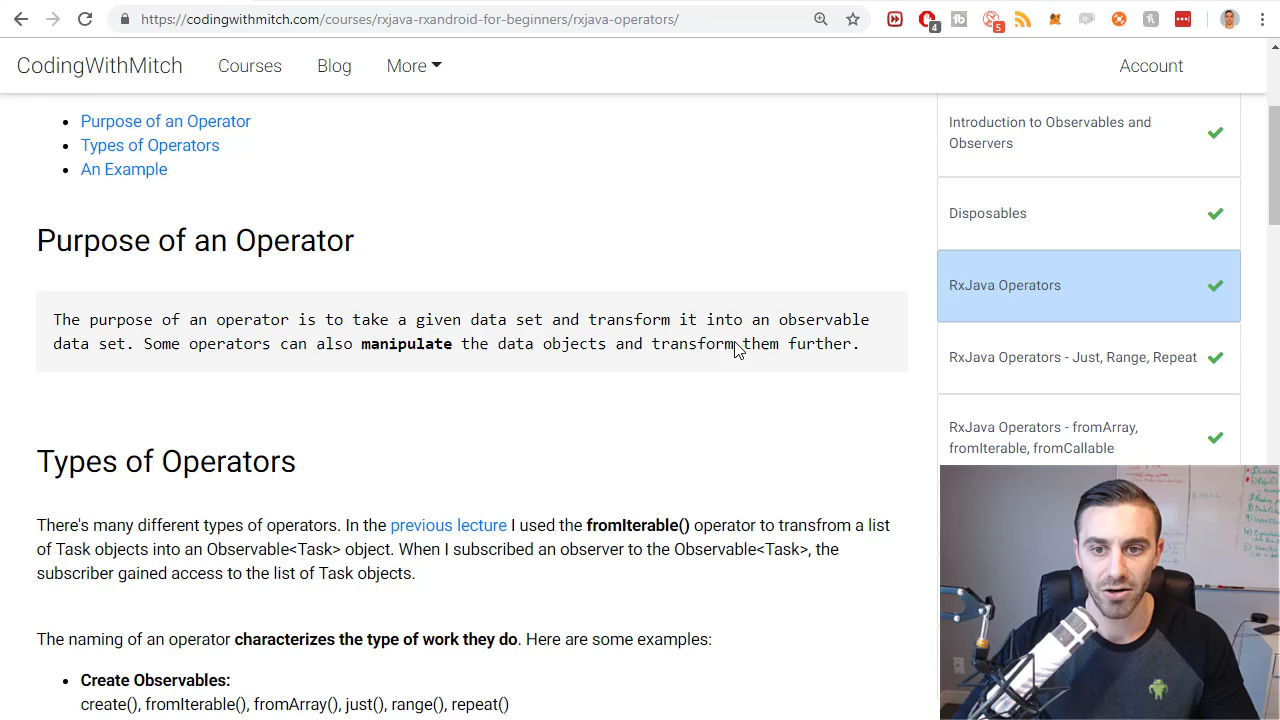 https://codingwithmitch.com/courses/rxjava-rxandroid-for-beginners/rxjava-operators/
4
5
CodingWithMitch
Courses
Blog
More
Account
Purpose of an Operator
Types of Operators
An Example
Purpose of an Operator
The purpose of an operator is to take a given data set and transform it into an observable
data set. Some operators can also manipulate the data objects and transform them further.
Types of Operators
There's many different types of operators. In the previous lecture I used the fromIterable() operator to transfrom a list
of Task objects into an Observable<Task> object. When I subscribed an observer to the Observable<Task>, the
subscriber gained access to the list of Task objects.
The naming of an operator characterizes the type of work they do. Here are some examples:
Create Observables:
create(), fromIterable(), fromArray(), just(), range(), repeat()
Introduction to Observables and
Observers
Disposables
RxJava Operators
RxJava Operators - Just, Range, Repeat
RxJava Operators - fromArray,
fromIterable, fromCallable